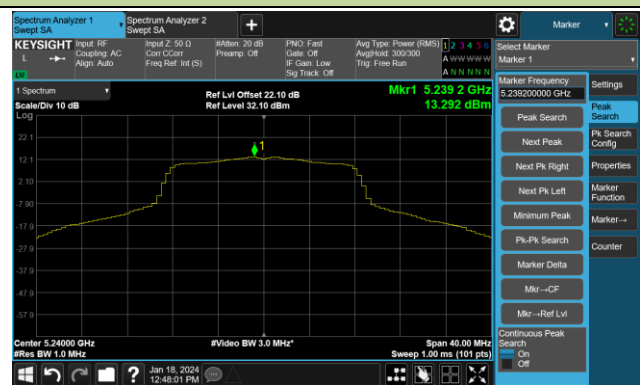 Spectrum Analyzer 1
Swept SA
Spectrum Analyzer 2
Swept SA
+
Marker
KEYSIGHT
L
LW
Input: RF
Coupling: AC
Align: Auto
Input Z: 50 Ω
Corr CCorr
Freq Ref: Int (S)
#Atten: 20 dB
Preamp: Off
PNO: Fast
Gate: Off
IF Gain: Low
Sig Track: Off
Avg Type: Power (RMS)
Avg|Hold: 300/300
Trig: Free Run
1 2 3 4 5 6
A W W W W W
A N N N N N
Select Marker
Marker 1
1 Spectrum
Scale/Div 10 dB
Log
Ref Lvl Offset 22.10 dB
Ref Level 32.10 dBm
Mkr1 5.239 2 GHz
13.292 dBm
1
22.1
12.1
2.10
-7.90
-17.9
-27.9
-37.9
-47.9
-57.9
Center 5.24000 GHz
#Res BW 1.0 MHz
#Video BW 3.0 MHz*
Span 40.00 MHz
Sweep 1.00 ms (101 pts)
Marker Frequency
5.239200000 GHz
Peak Search
Next Peak
Next Pk Right
Next Pk Left
Minimum Peak
Pk-Pk Search
Marker Delta
Mkr→CF
Mkr→Ref Lvl
Continuous Peak
Search
On
Off
Settings
Peak
Search
Pk Search
Config
Properties
Marker
Function
Marker→
Counter
?
Jan 18, 2024
12:48:01 PM